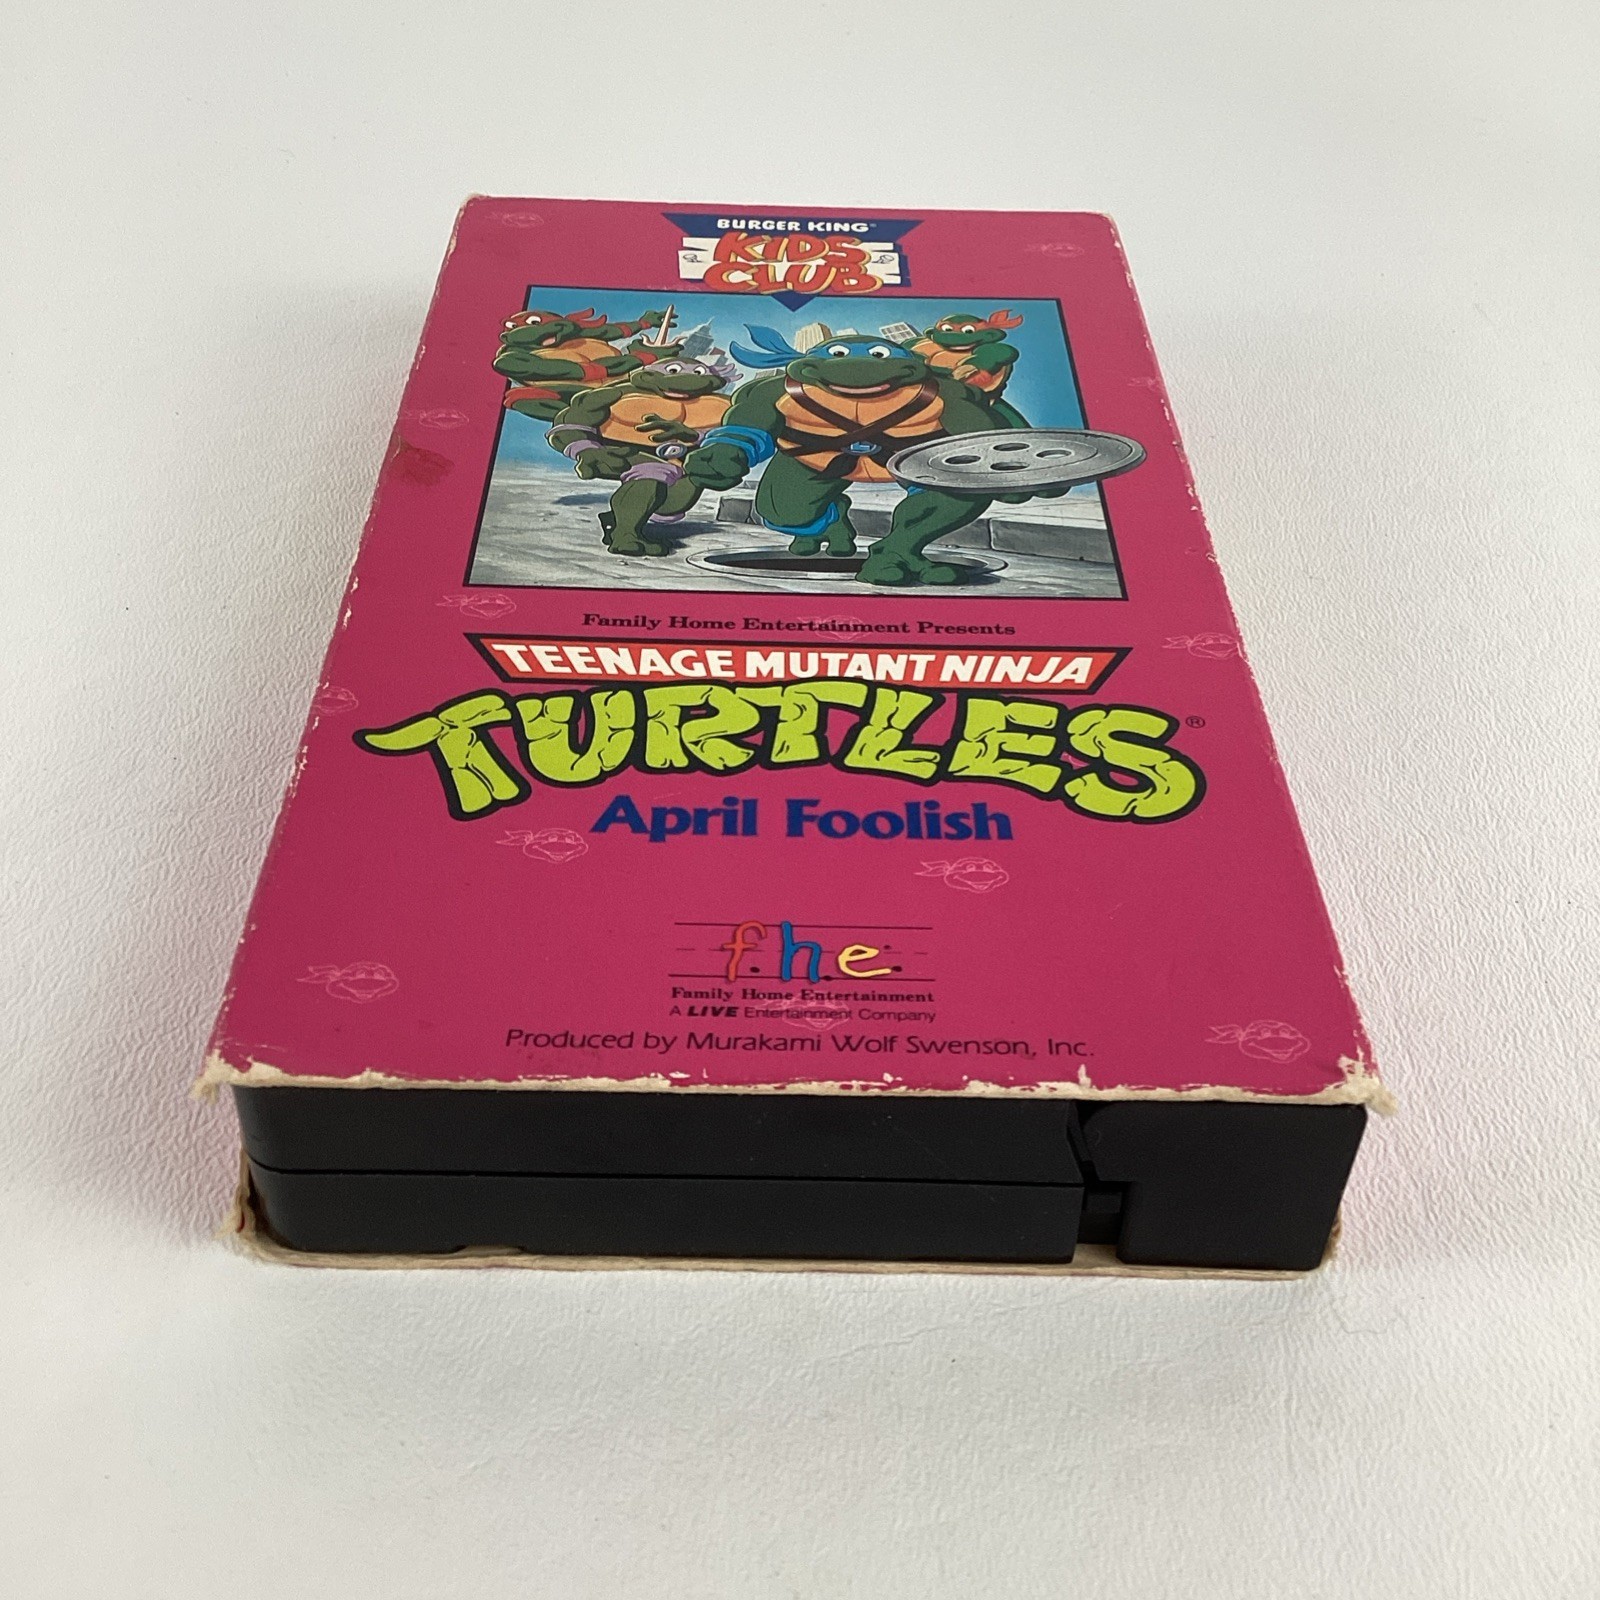 BURGER KING
KIDS
CLUB
D
L
Family Home Entertainment Presents
TEENAGE MUTANT NINJA
TURTLES®
April Foolish
f.h.e.
Family Home Entertainment
A LIVE Entertainment Company
Produced by Murakami Wolf Swenson, Inc.